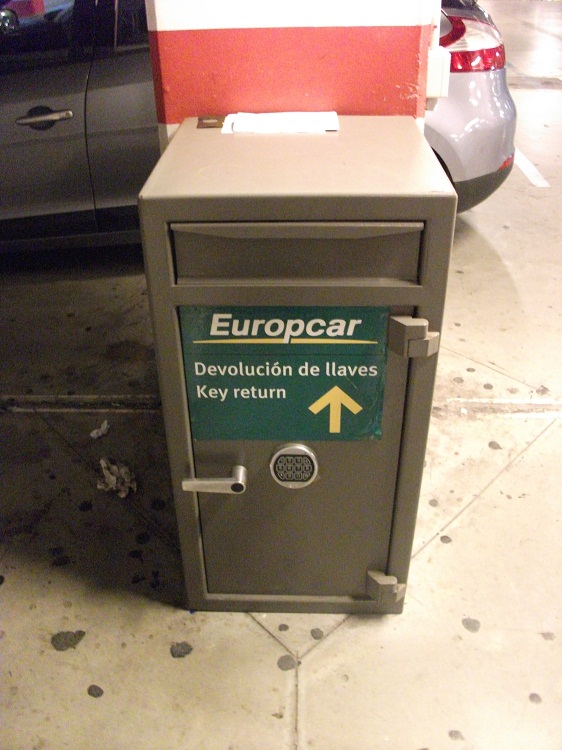 Europcar
Devolución de llaves
Key return